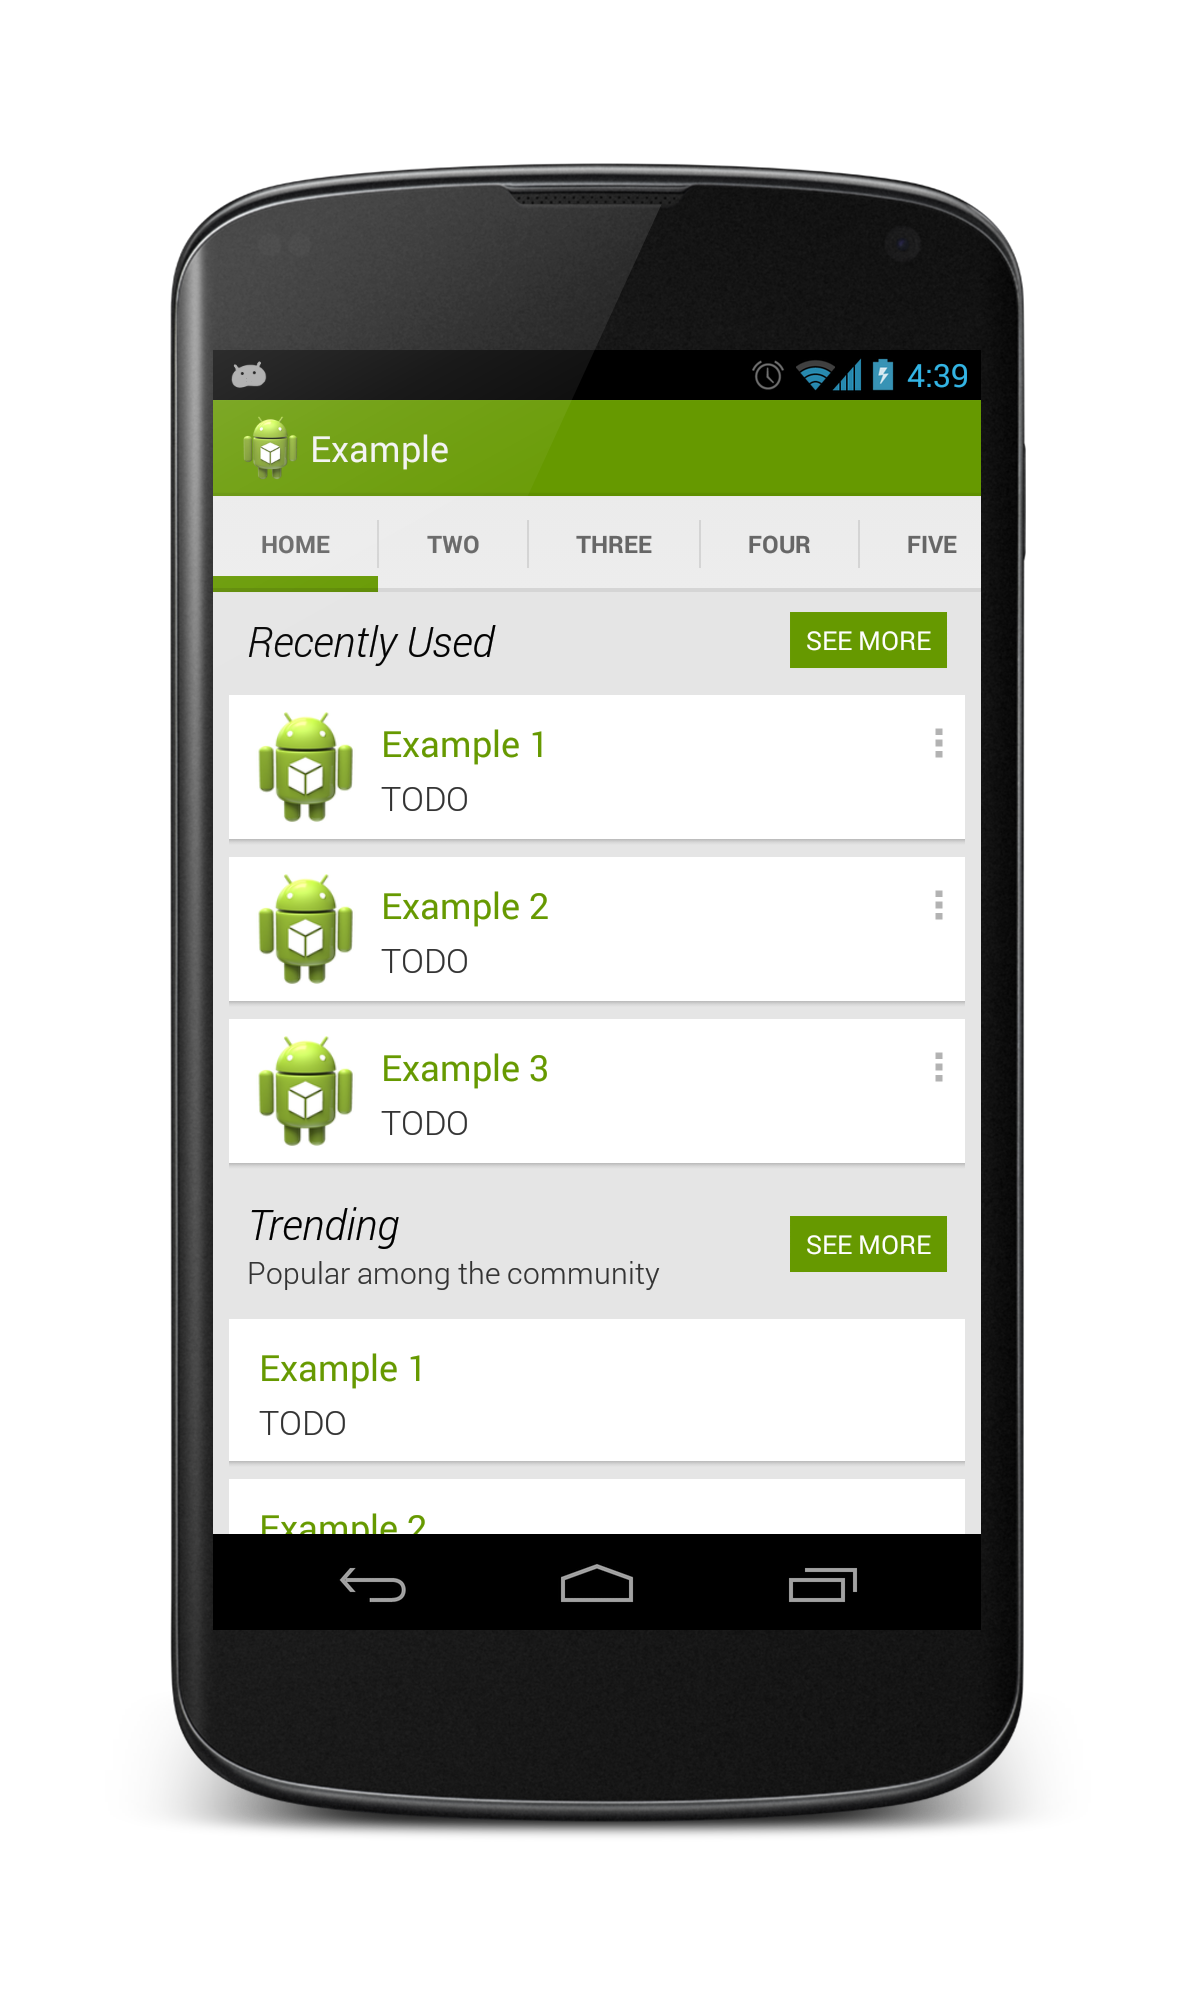 4:39
Example
HOME TWO THREE FOUR FIVE
Recently Used SEE MORE
Example 1
TODO
Example 2
TODO
Example 3
TODO
Trending
SEE MORE
Popular among the community
Example 1
TODO
Example 2